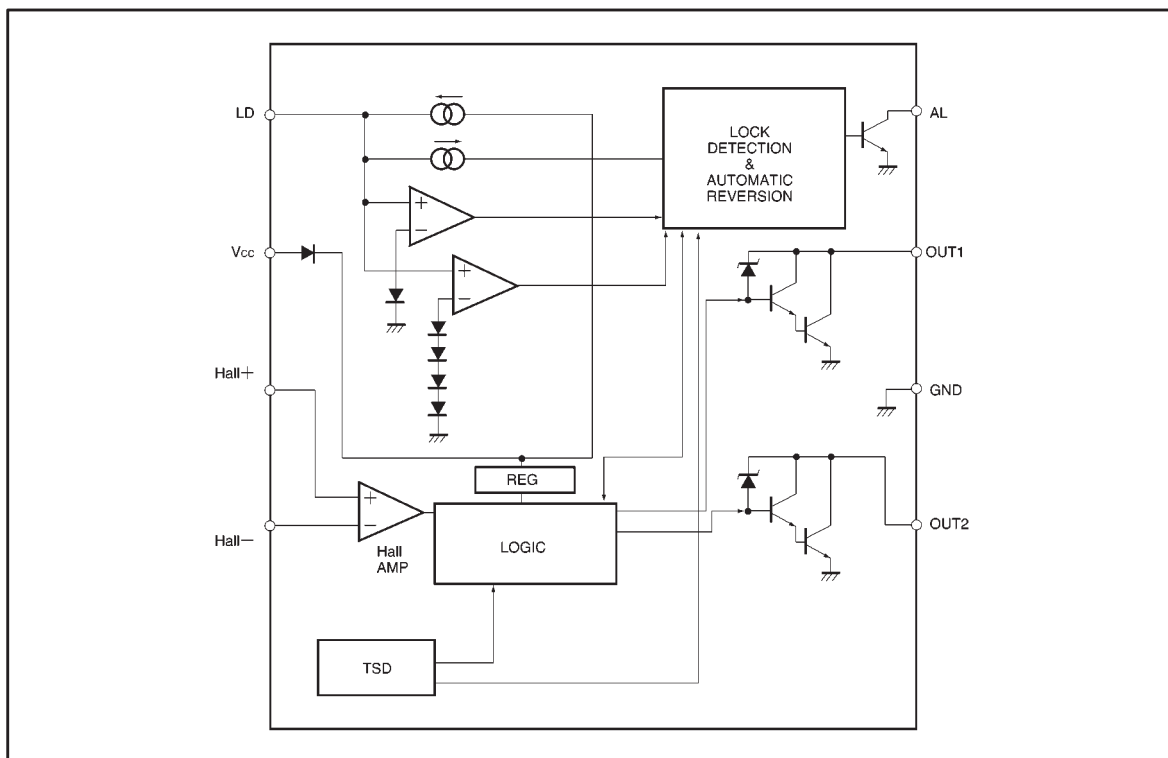 LD
LOCK
DETECTION
&
AUTOMATIC
REVERSION
AL
+
−
Vcc
+
−
OUT1
Hall+
GND
REG
+
−
Hall
AMP
LOGIC
OUT2
Hall−
TSD